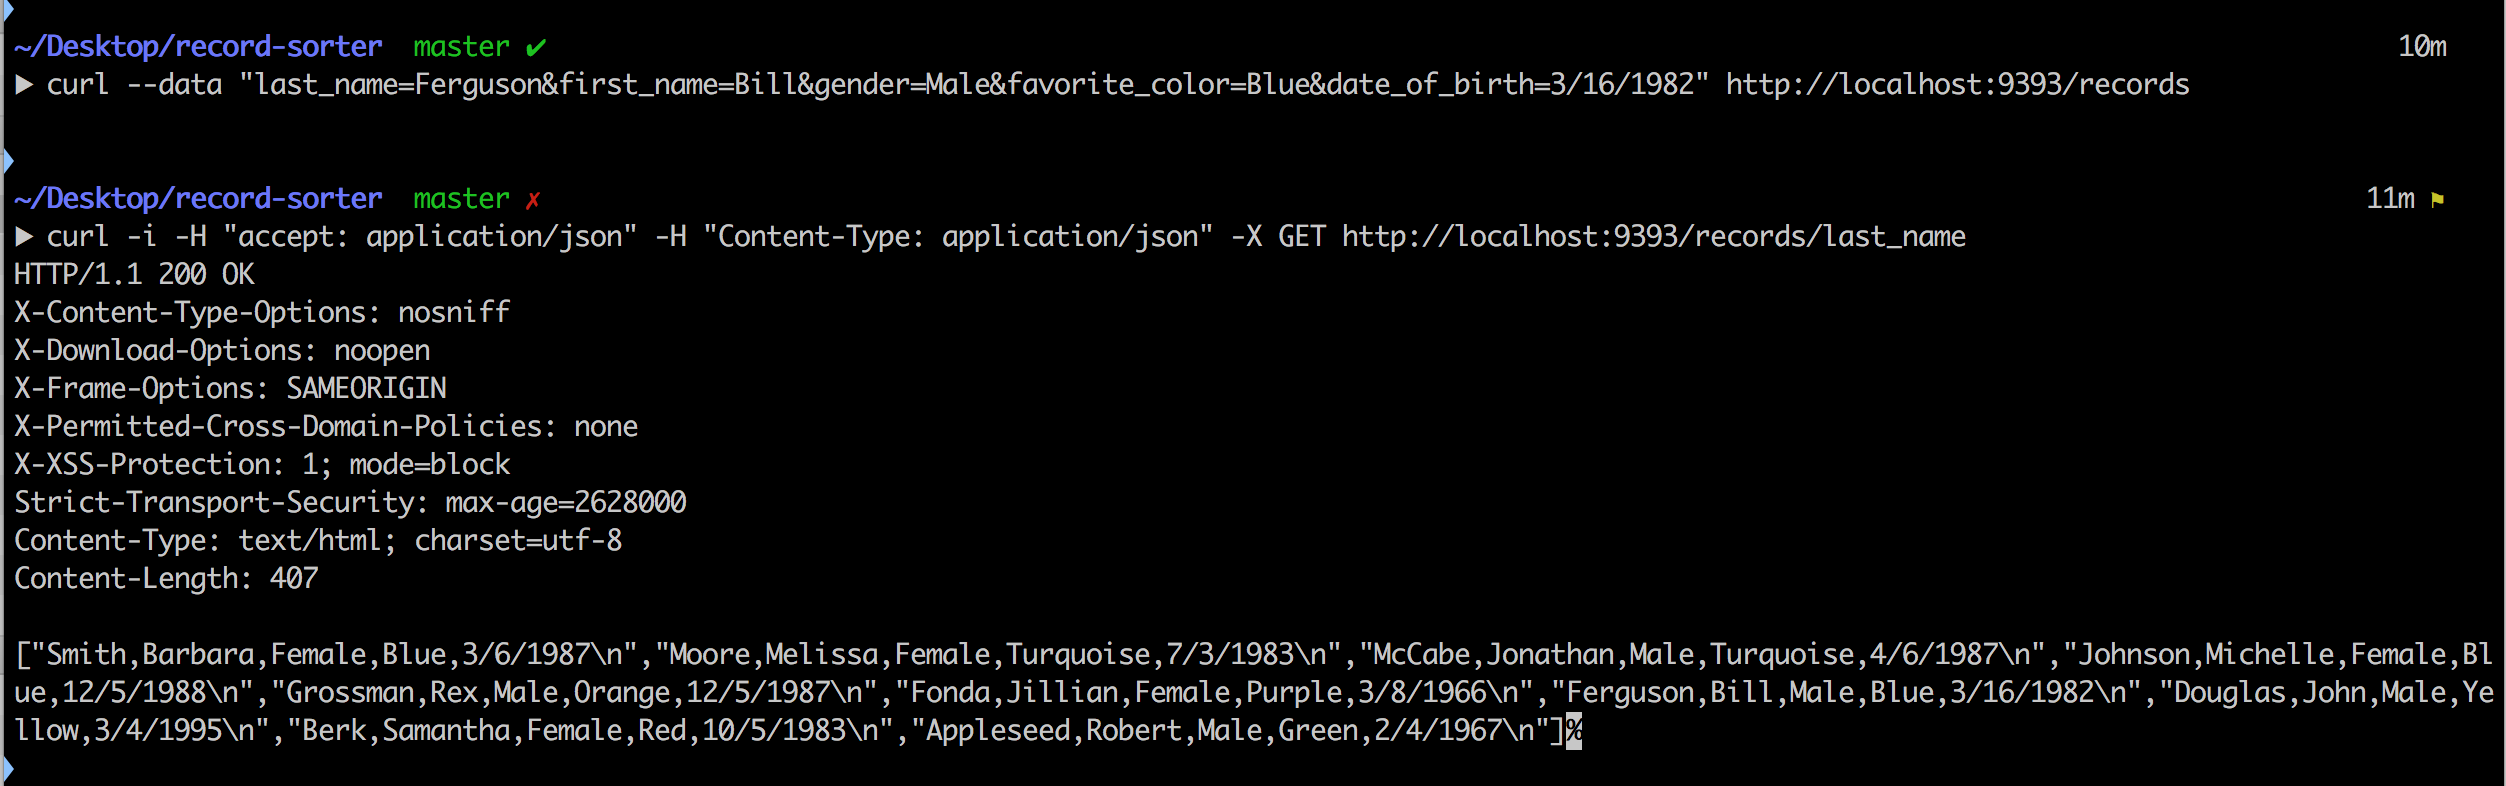 ~/Desktop/record-sorter master ✔ 10m
▶ curl --data "last_name=Ferguson&first_name=Bill&gender=Male&favorite_color=Blue&date_of_birth=3/16/1982" http://localhost:9393/records
~/Desktop/record-sorter master ✗ 11m ⚑
▶ curl -i -H "accept: application/json" -H "Content-Type: application/json" -X GET http://localhost:9393/records/last_name
HTTP/1.1 200 OK
X-Content-Type-Options: nosniff
X-Download-Options: noopen
X-Frame-Options: SAMEORIGIN
X-Permitted-Cross-Domain-Policies: none
X-XSS-Protection: 1; mode=block
Strict-Transport-Security: max-age=2628000
Content-Type: text/html; charset=utf-8
Content-Length: 407
["Smith,Barbara,Female,Blue,3/6/1987\n","Moore,Melissa,Female,Turquoise,7/3/1983\n","McCabe,Jonathan,Male,Turquoise,4/6/1987\n","Johnson,Michelle,Female,Bl
ue,12/5/1988\n","Grossman,Rex,Male,Orange,12/5/1987\n","Fonda,Jillian,Female,Purple,3/8/1966\n","Ferguson,Bill,Male,Blue,3/16/1982\n","Douglas,John,Male,Ye
llow,3/4/1995\n","Berk,Samantha,Female,Red,10/5/1983\n","Appleseed,Robert,Male,Green,2/4/1967\n"]%